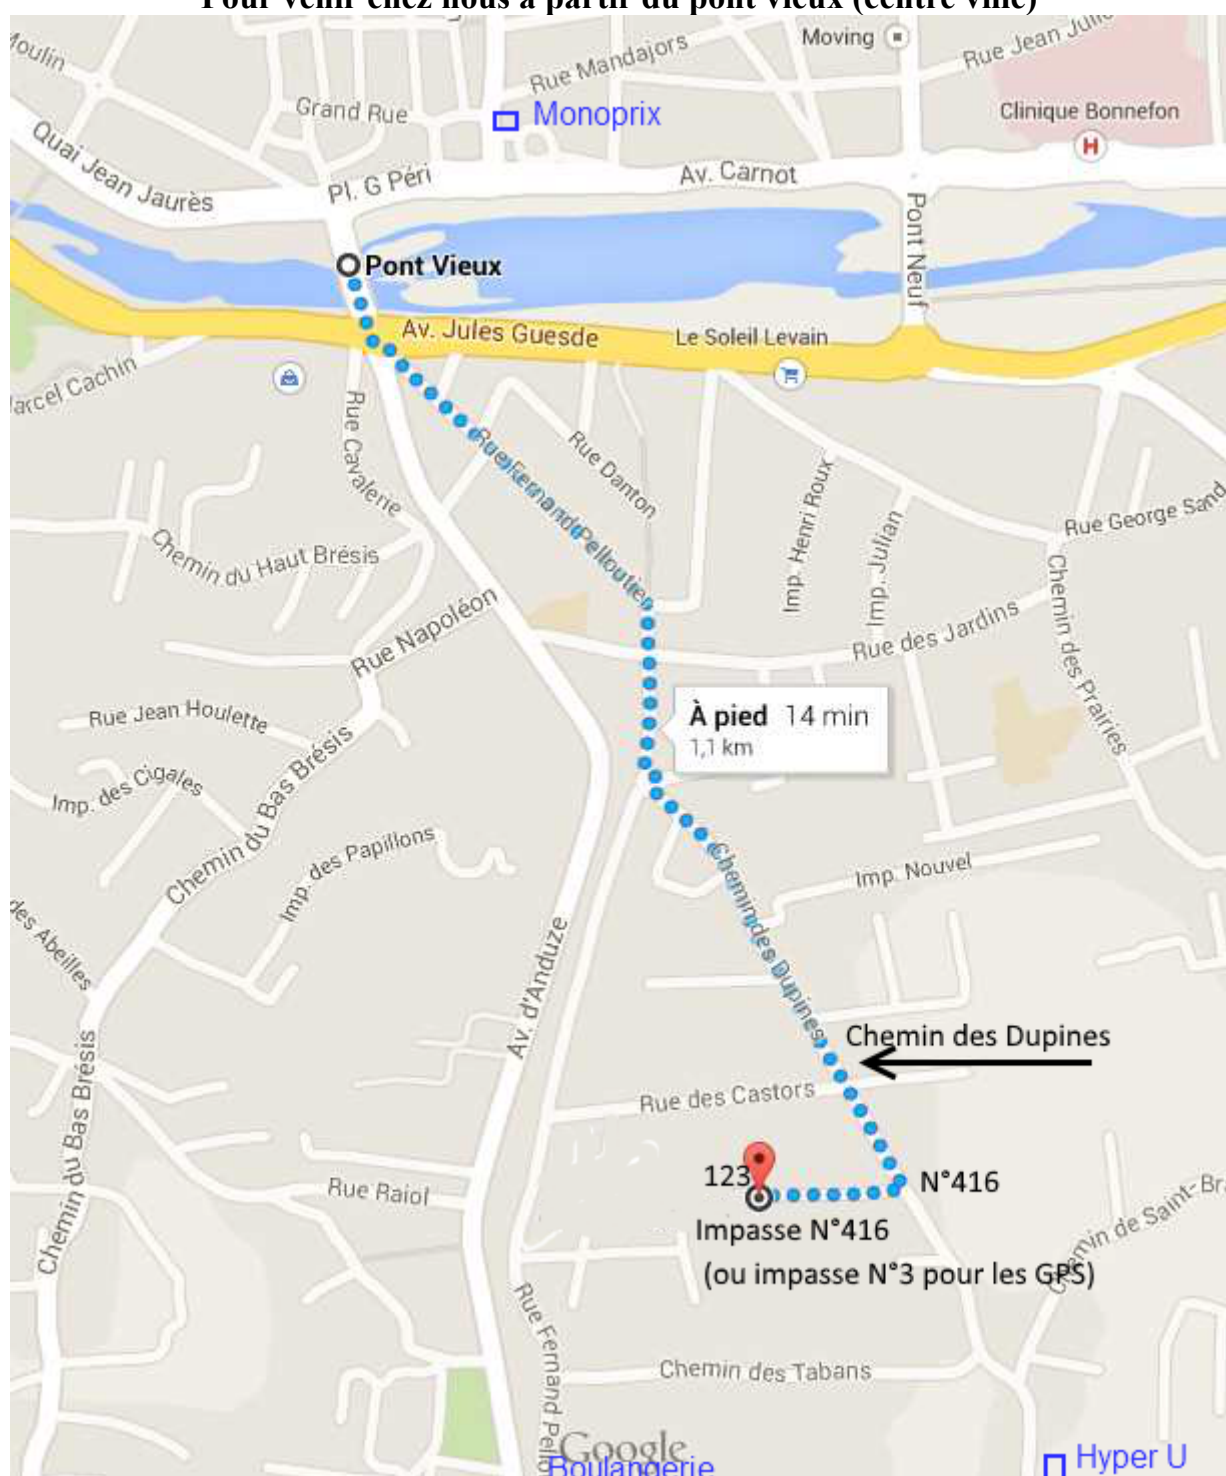 Pour venir chez nous à partir du pont vieux (centre ville)
Moulin
Rue Mandajors
Moving
Rue Jean Julien
Grand Rue
Monoprix
Clinique Bonnefon
H
Quai Jean Jaurès
Pl. G Péri
Av. Carnot
Pont Neuf
Pont Vieux
Av. Jules Guesde
Le Soleil Levain
arcel Cachin
Rue Cavalerie
Rue Fernand Pelloutier
Rue Danton
Imp. Henri Roux
Imp. Julian
Rue George Sand
Chemin du Haut Brésis
Chemin des Prairies
Rue Napoléon
Rue des Jardins
Rue Jean Houlette
À pied 14 min
1,1 km
Imp. des Cigales
Chemin du Bas Brésis
Imp. des Papillons
Imp. Nouvel
Chemin des Dupines
des Abeilles
Av. d'Anduze
Chemin des Dupines
Rue des Castors
Chemin du Bas Brésis
123
N°416
Rue Raiol
Impasse N°416
(ou impasse N°3 pour les GPS)
Chemin de Saint-Br
Rue Fernand Pello
Chemin des Tabans
Google
Boulangerie
Hyper U